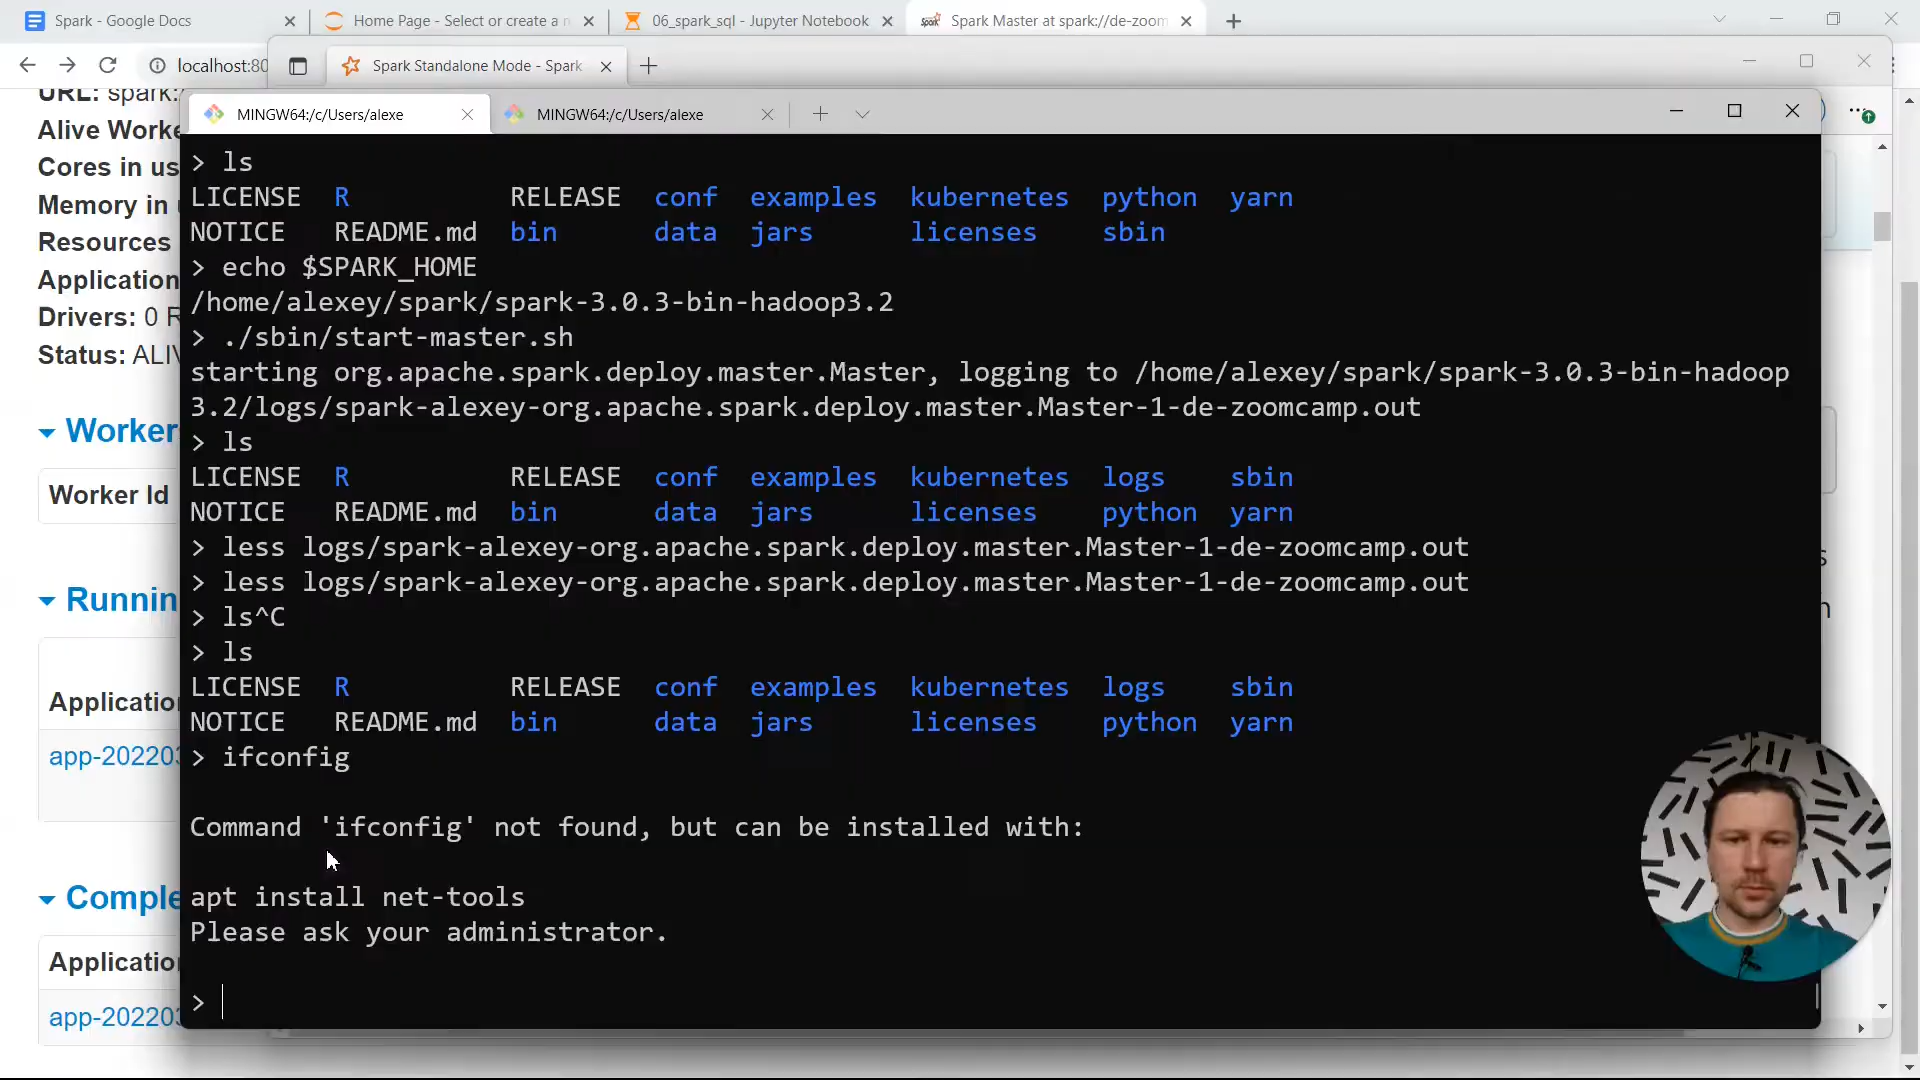 Spark - Google Docs
Home Page - Select or create a n
06_spark_sql - Jupyter Notebook
Spark Master at spark://de-zoom
localhost:80
Spark Standalone Mode - Spark
URL: spark:
Alive Worke
Cores in us
Memory in
Resources
Application
Drivers: 0 R
Status: ALIV
Worker
Worker Id
Runnin
Application
app-202203
Comple
Application
app-202203
MINGW64:/c/Users/alexe
MINGW64:/c/Users/alexe
> ls
LICENSE R RELEASE conf examples kubernetes python yarn
NOTICE README.md bin data jars licenses sbin
> echo $SPARK_HOME
/home/alexey/spark/spark-3.0.3-bin-hadoop3.2
> ./sbin/start-master.sh
starting org.apache.spark.deploy.master.Master, logging to /home/alexey/spark/spark-3.0.3-bin-hadoop
3.2/logs/spark-alexey-org.apache.spark.deploy.master.Master-1-de-zoomcamp.out
> ls
LICENSE R RELEASE conf examples kubernetes logs sbin
NOTICE README.md bin data jars licenses python yarn
> less logs/spark-alexey-org.apache.spark.deploy.master.Master-1-de-zoomcamp.out
> less logs/spark-alexey-org.apache.spark.deploy.master.Master-1-de-zoomcamp.out
> ls^C
> ls
LICENSE R RELEASE conf examples kubernetes logs sbin
NOTICE README.md bin data jars licenses python yarn
> ifconfig
Command 'ifconfig' not found, but can be installed with:
apt install net-tools
Please ask your administrator.
>